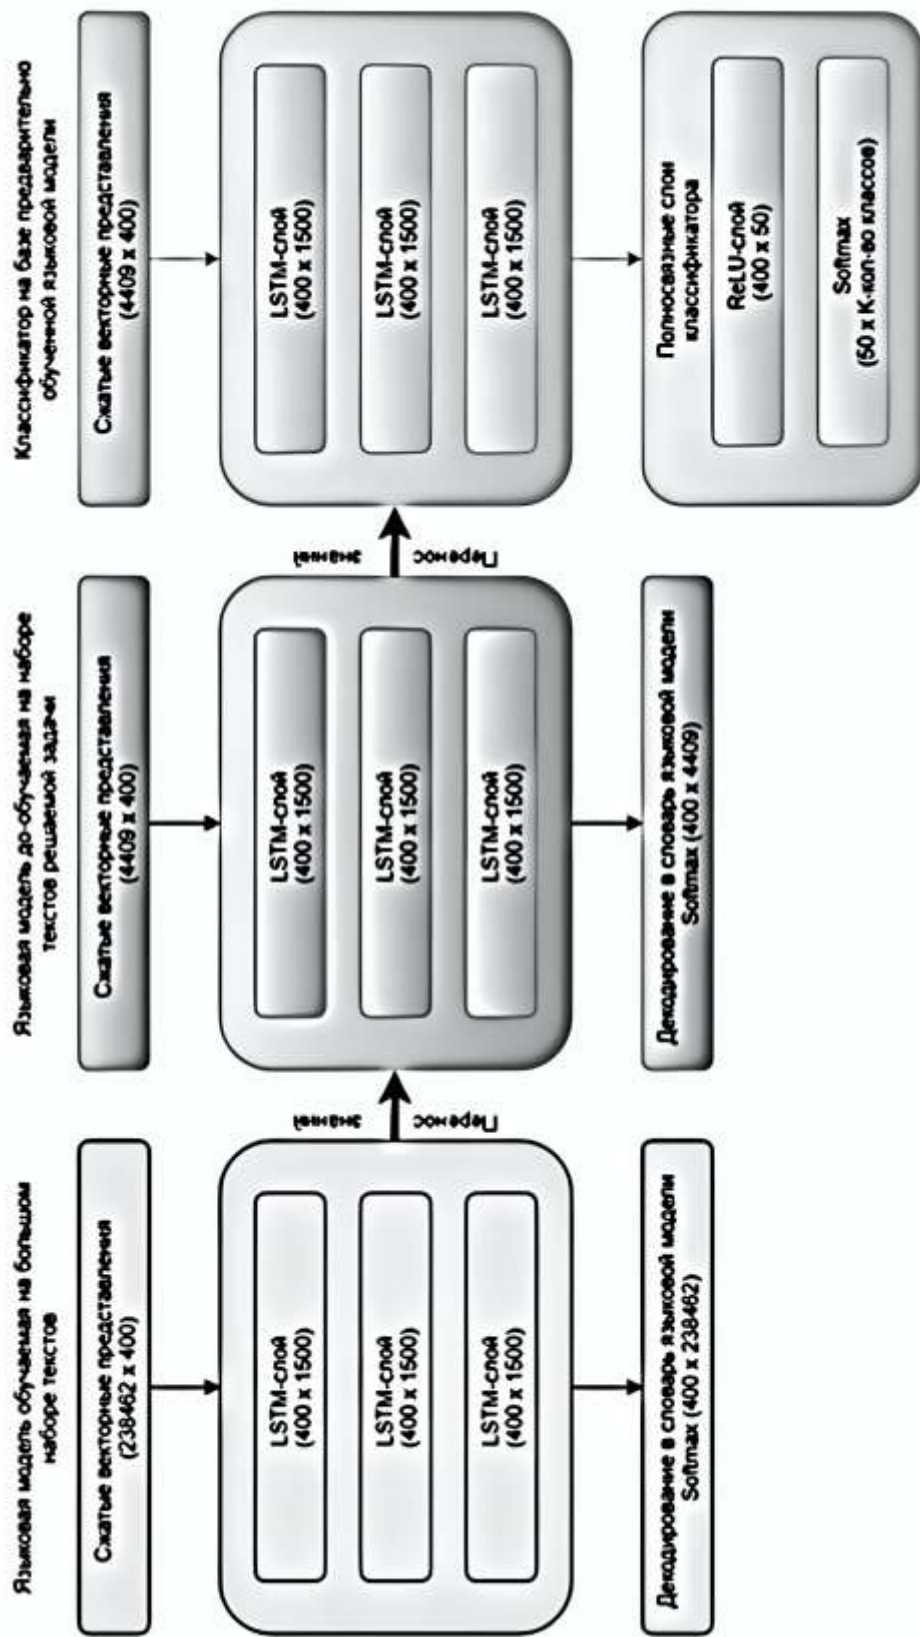 Языковая модель обучаемая на большом
наборе текстов
Сжатые векторные представления
(238462 x 400)
LSTM-слой
(400 x 1500)
LSTM-слой
(400 x 1500)
LSTM-слой
(400 x 1500)
Декодирование в словарь языковой модели
Softmax (400 x 238462)
Перенос
знаний
Языковая модель до-обучаемая на наборе
текстов решаемой задачи
Сжатые векторные представления
(4409 x 400)
LSTM-слой
(400 x 1500)
LSTM-слой
(400 x 1500)
LSTM-слой
(400 x 1500)
Декодирование в словарь языковой модели
Softmax (400 x 4409)
Перенос
знаний
Классификатор на базе предварительно
обученной языковой модели
Сжатые векторные представления
(4409 x 400)
LSTM-слой
(400 x 1500)
LSTM-слой
(400 x 1500)
LSTM-слой
(400 x 1500)
Полносвязные слои
классификатора
ReLU-слой
(400 x 50)
Softmax
(50 x K-кол-во классов)